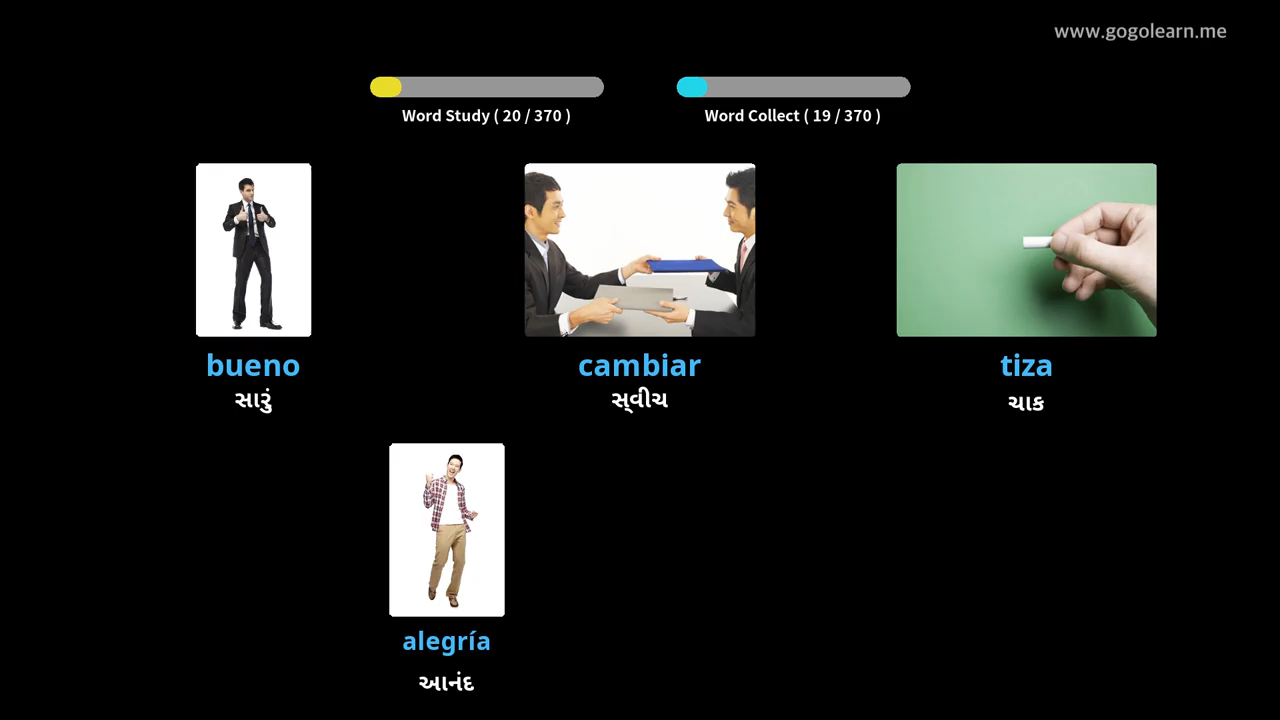 www.gogolearn.me
Word Study ( 20 / 370 )
Word Collect ( 19 / 370 )
bueno
સારું
cambiar
સ્વીચ
tiza
ચાક
alegría
આનંદ